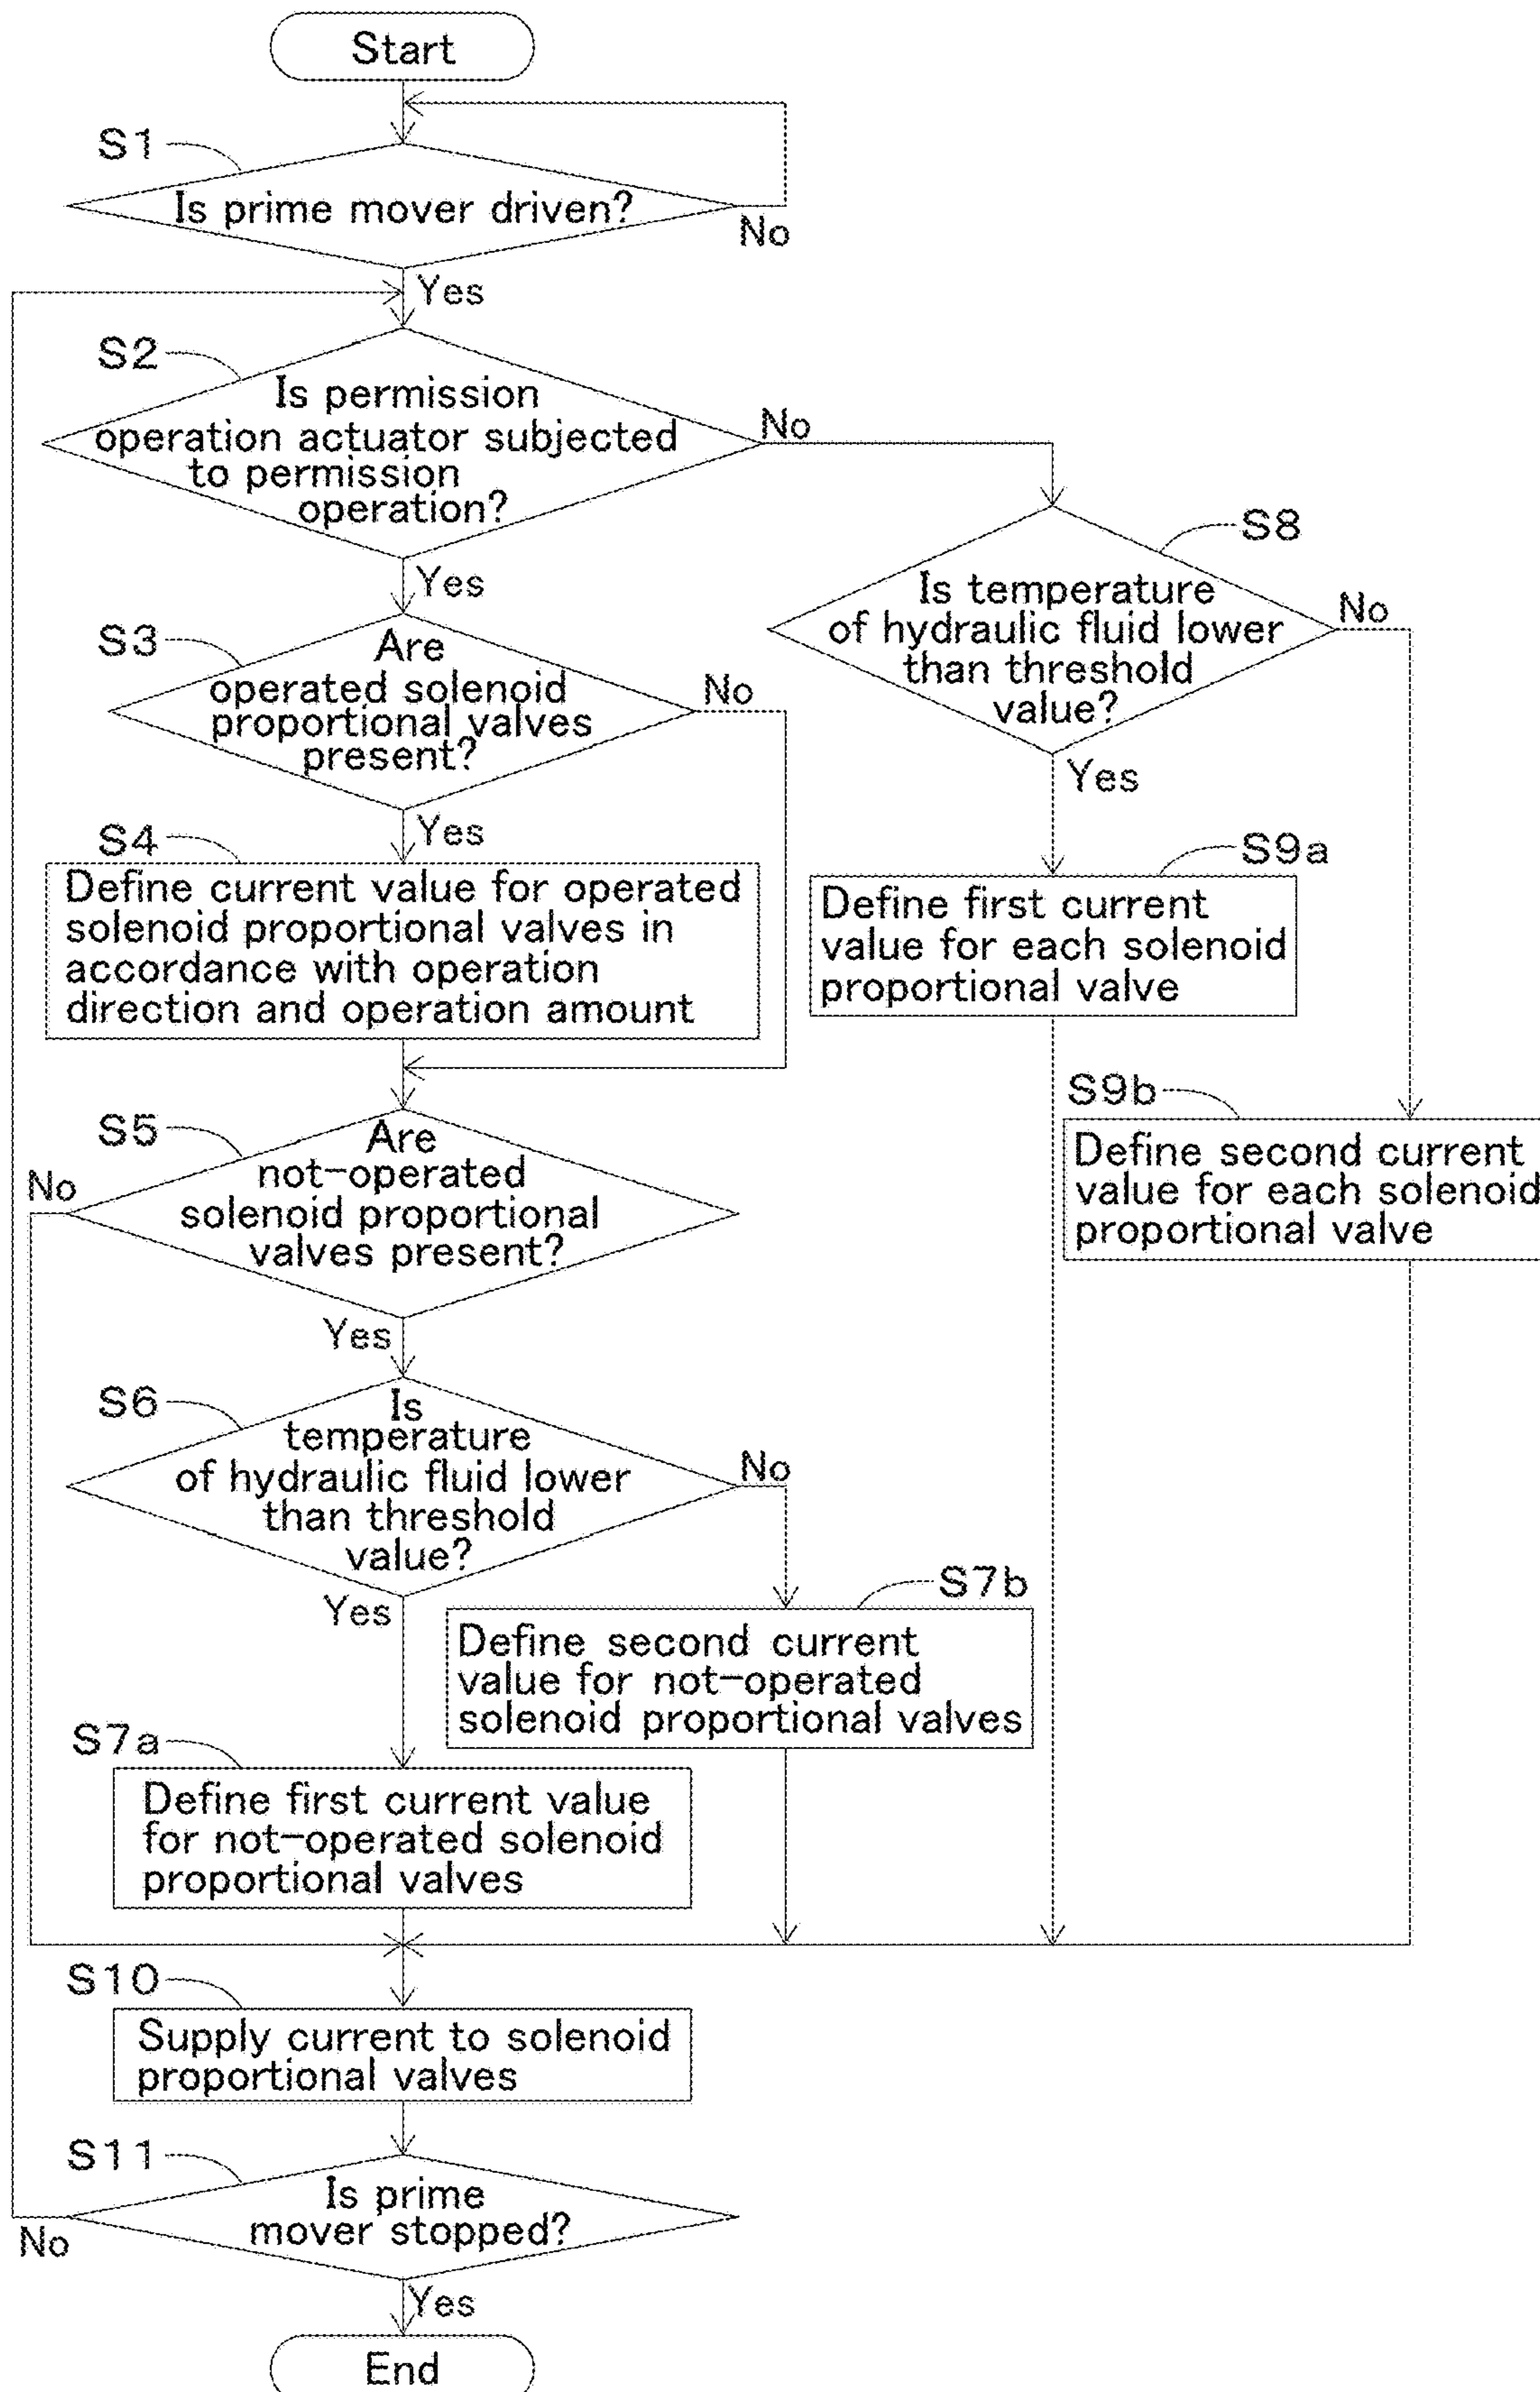 Start
S1
Is prime mover driven?
No
Yes
S2
Is permission
operation actuator subjected
to permission
operation?
No
Yes
S8
Is temperature
of hydraulic fluid lower
than threshold
value?
No
Yes
S3
Are
operated solenoid
proportional valves
present?
No
Yes
S4
Define current value for operated
solenoid proportional valves in
accordance with operation
direction and operation amount
S9a
Define first current
value for each solenoid
proportional valve
S9b
Define second current
value for each solenoid
proportional valve
S5
Are
not-operated
solenoid proportional
valves present?
No
Yes
S6
Is
temperature
of hydraulic fluid lower
than threshold
value?
No
Yes
S7b
Define second current
value for not-operated
solenoid proportional valves
S7a
Define first current value
for not-operated solenoid
proportional valves
S10
Supply current to solenoid
proportional valves
S11
Is prime
mover stopped?
No
Yes
End